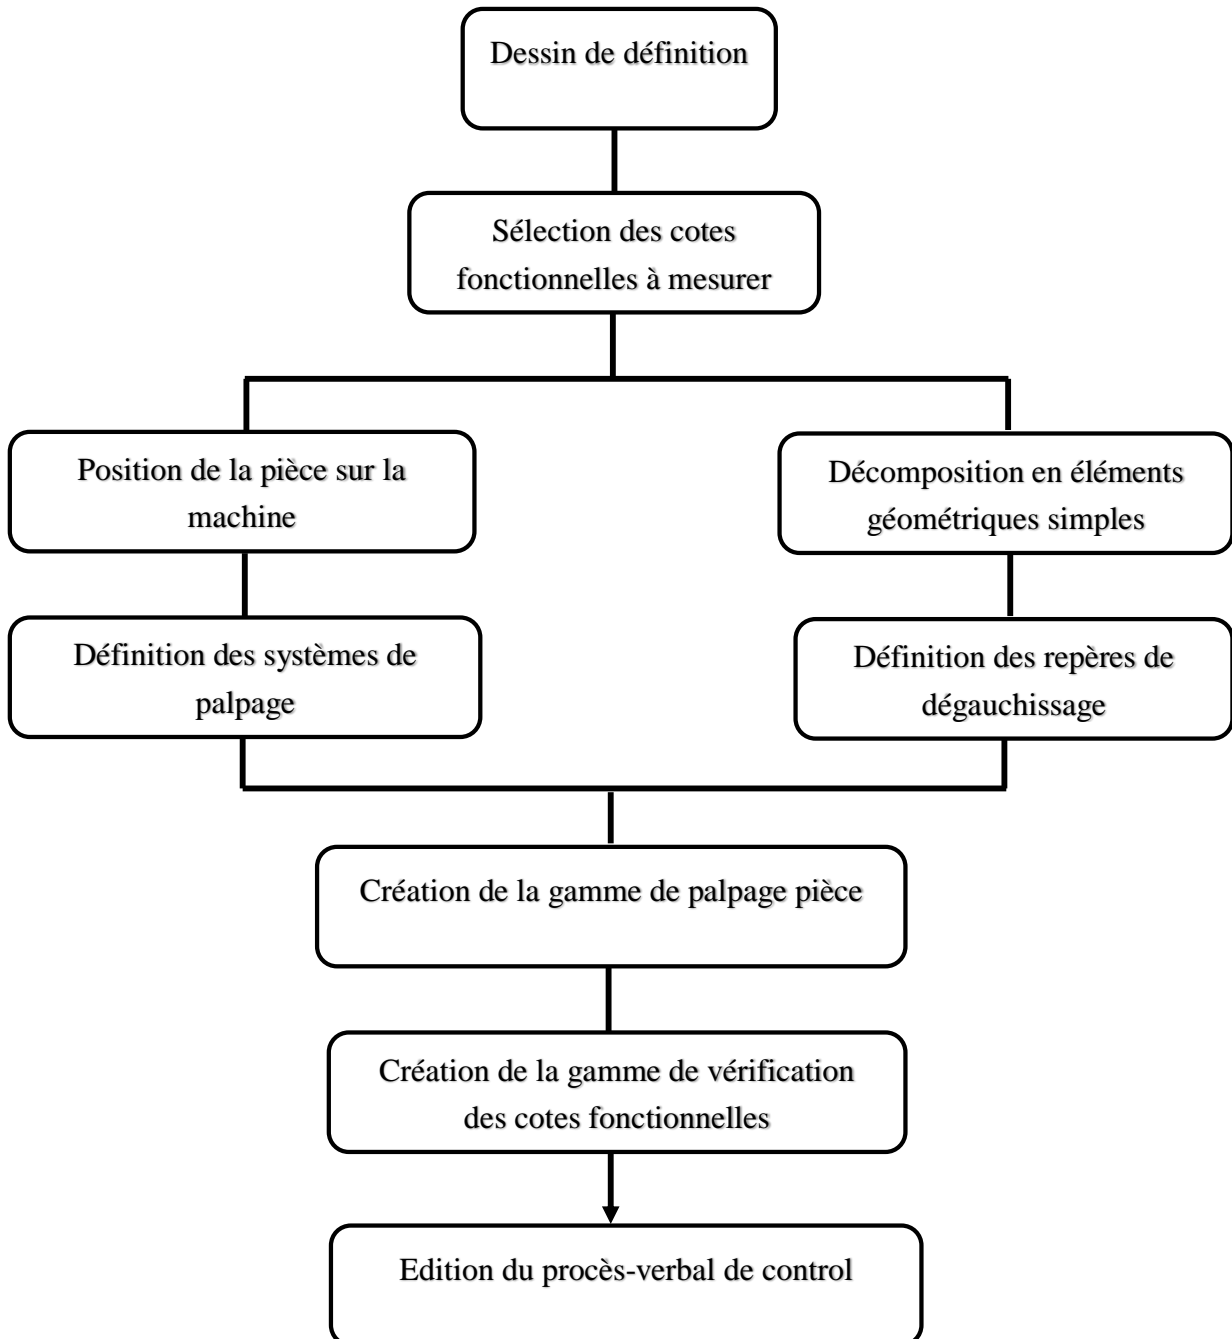 Dessin de définition
Sélection des cotes
fonctionnelles à mesurer
Position de la pièce sur la
machine
Décomposition en éléments
géométriques simples
Définition des systèmes de
palpage
Définition des repères de
dégauchissage
Création de la gamme de palpage pièce
Création de la gamme de vérification
des cotes fonctionnelles
Edition du procès-verbal de control